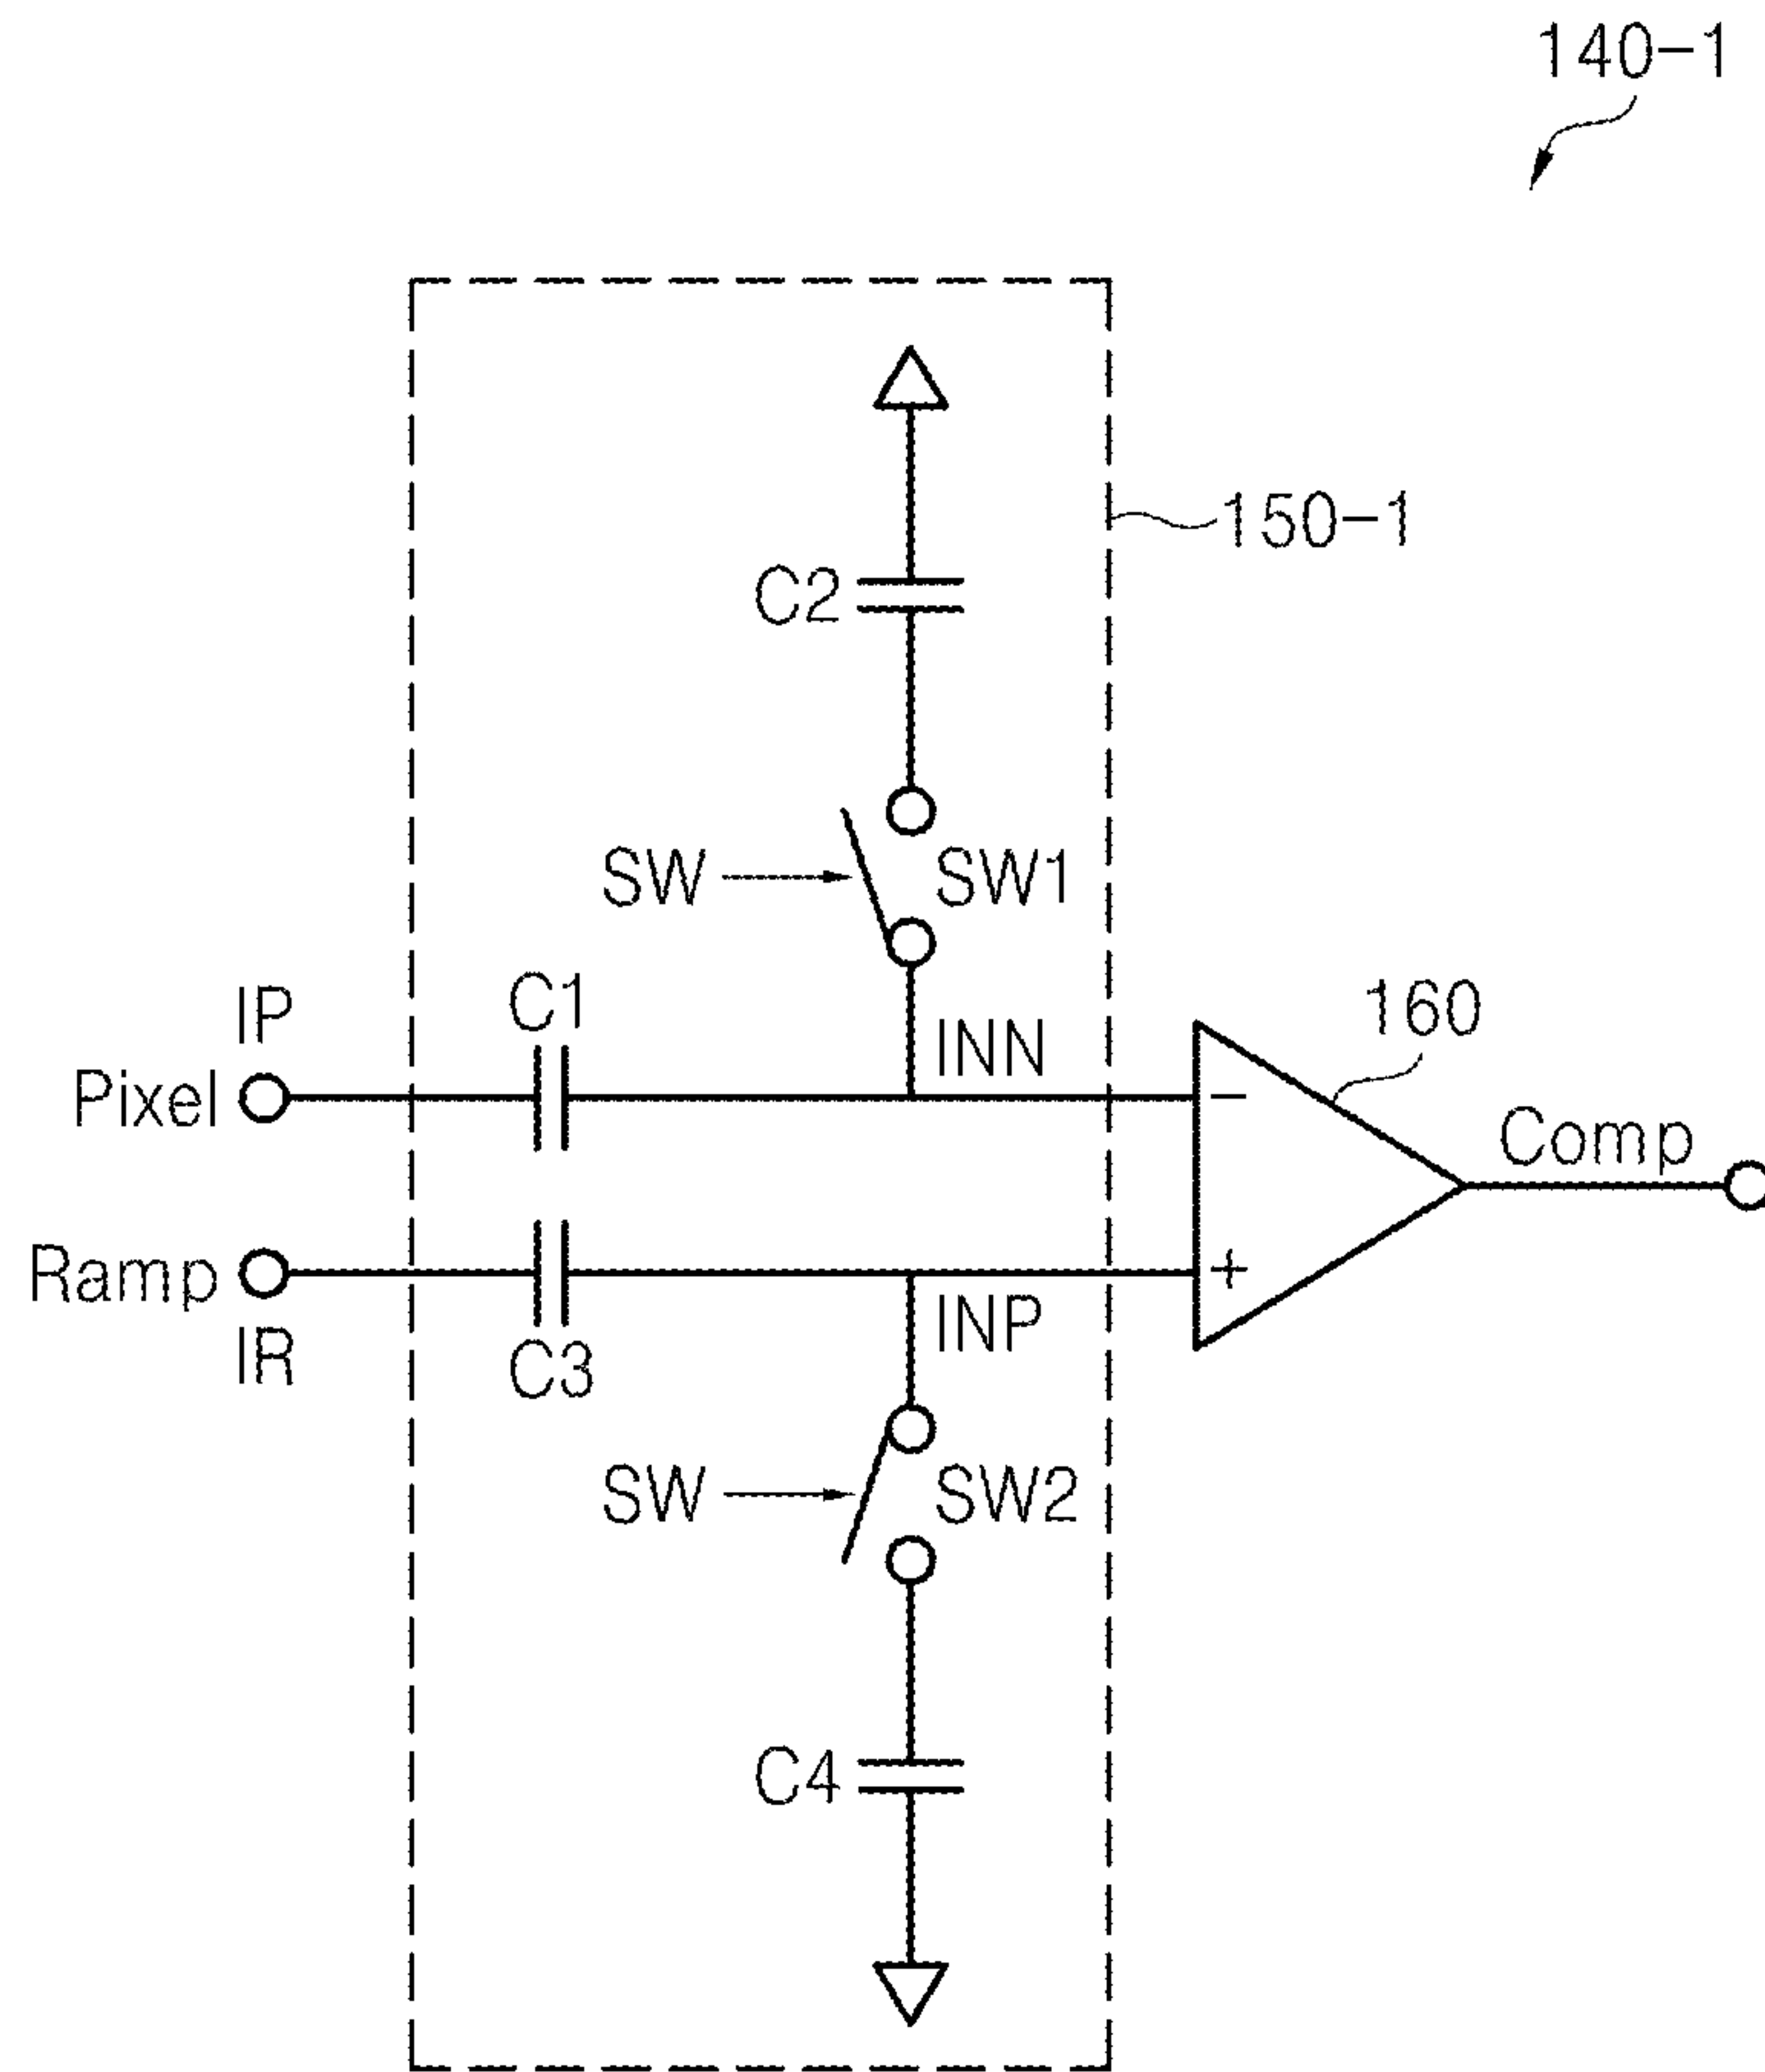 140-1
150-1
C2
SW
SW1
IP
C1
INN
160
Pixel
-
Comp
Ramp
+
IR
C3
INP
SW
SW2
C4